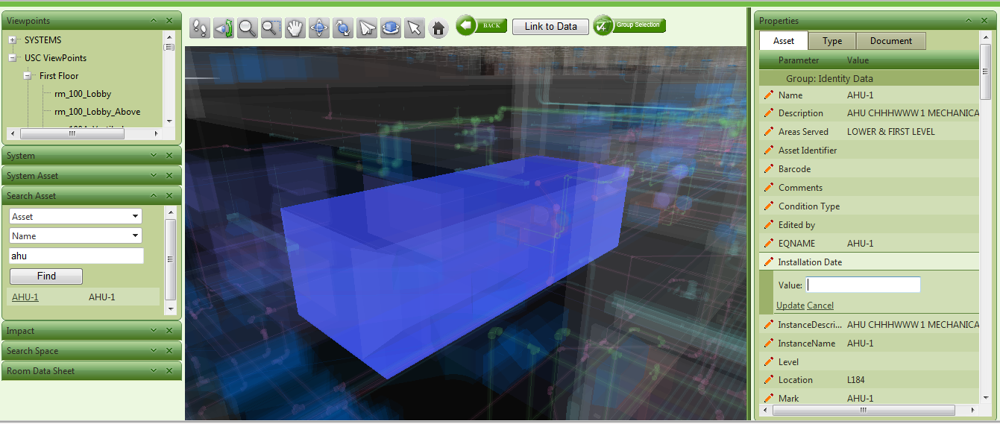 Viewpoints
SYSTEMS
USC ViewPoints
First Floor
rm_100_Lobby
rm_100_Lobby_Above
System
System Asset
Search Asset
Asset
Name
ahu
Find
AHU-1 AHU-1
Impact
Search Space
Room Data Sheet
BACK
Link to Data
Group Selection
Properties
Asset Type Document
Parameter Value
Group: Identity Data
Name AHU-1
Description AHU CHHHWWW 1 MECHANICA
Areas Served LOWER & FIRST LEVEL
Asset Identifier
Barcode
Comments
Condition Type
Edited by
EQNAME AHU-1
Installation Date
Value:
Update Cancel
InstanceDescri... AHU CHHHWWW 1 MECHANICA
InstanceName AHU-1
Level
Location L184
Mark AHU-1